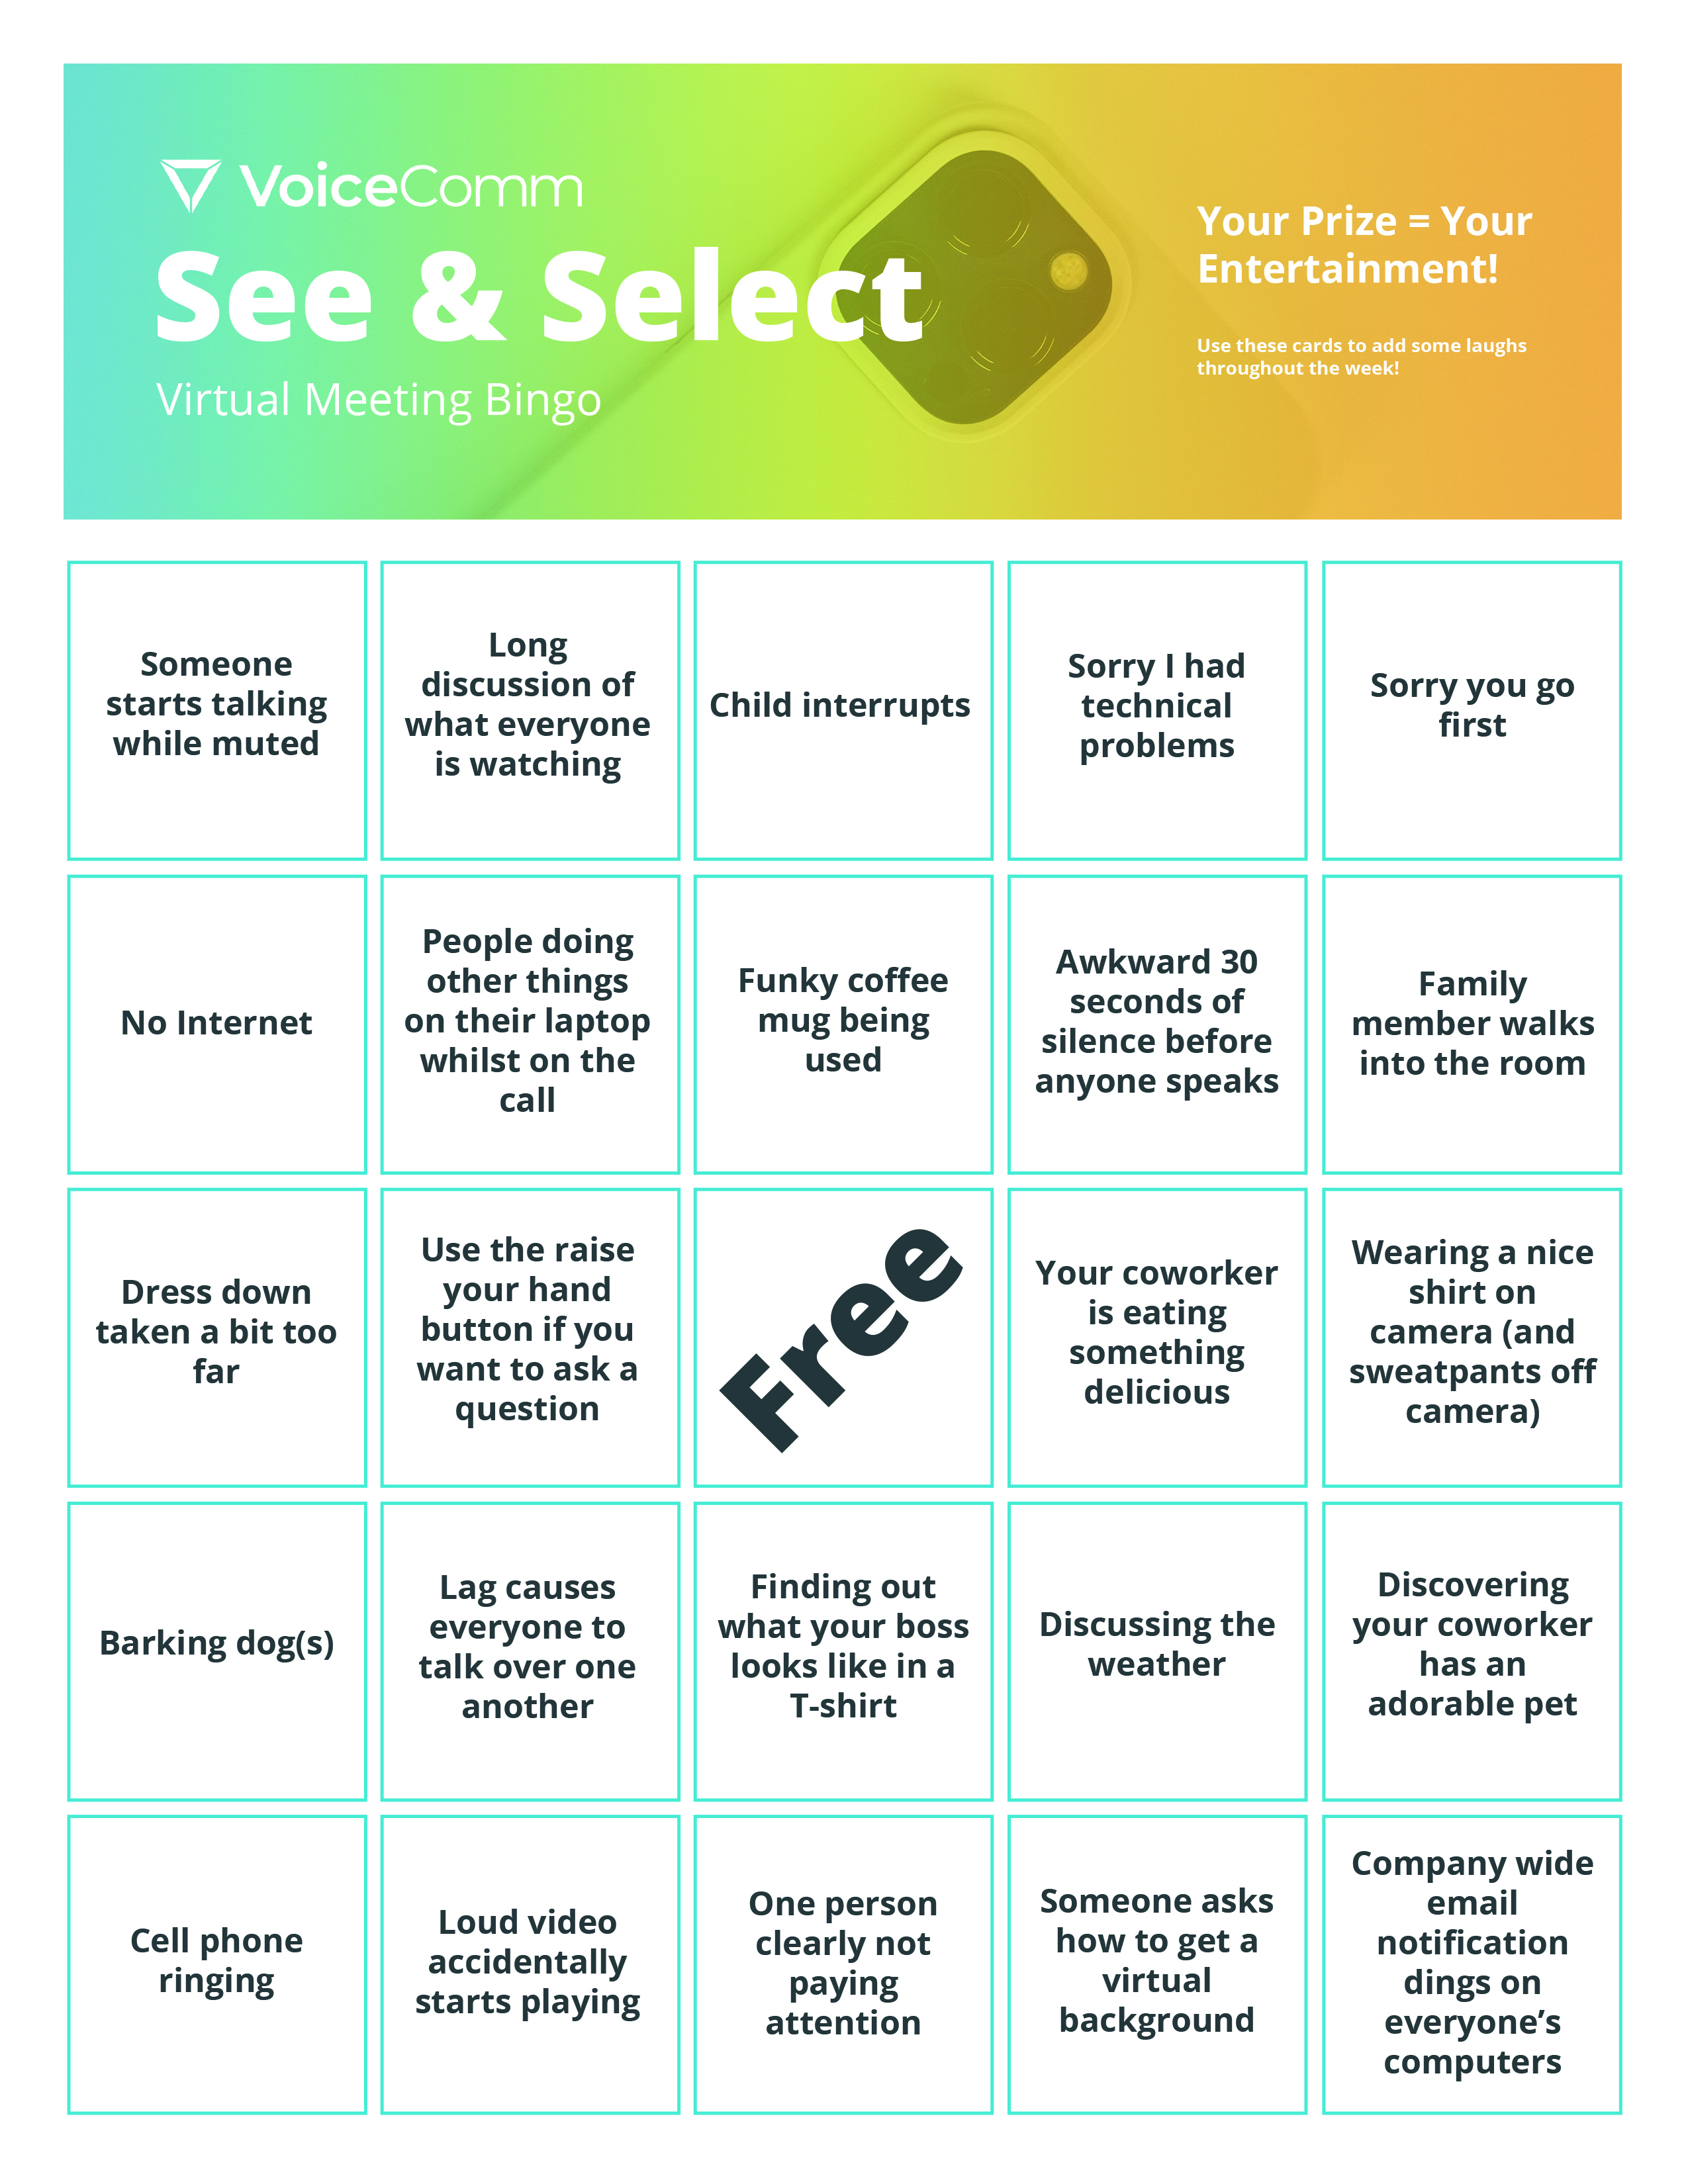 VoiceComm
See & Select
Virtual Meeting Bingo
Your Prize = Your
Entertainment!
Use these cards to add some laughs
throughout the week!
Someone
starts talking
while muted
Long
discussion of
what everyone
is watching
Child interrupts
Sorry I had
technical
problems
Sorry you go
first
No Internet
People doing
other things
on their laptop
whilst on the
call
Funky coffee
mug being
used
Awkward 30
seconds of
silence before
anyone speaks
Family
member walks
into the room
Dress down
taken a bit too
far
Use the raise
your hand
button if you
want to ask a
question
Free
Your coworker
is eating
something
delicious
Wearing a nice
shirt on
camera (and
sweatpants off
camera)
Barking dog(s)
Lag causes
everyone to
talk over one
another
Finding out
what your boss
looks like in a
T-shirt
Discussing the
weather
Discovering
your coworker
has an
adorable pet
Cell phone
ringing
Loud video
accidentally
starts playing
One person
clearly not
paying
attention
Someone asks
how to get a
virtual
background
Company wide
email
notification
dings on
everyone’s
computers